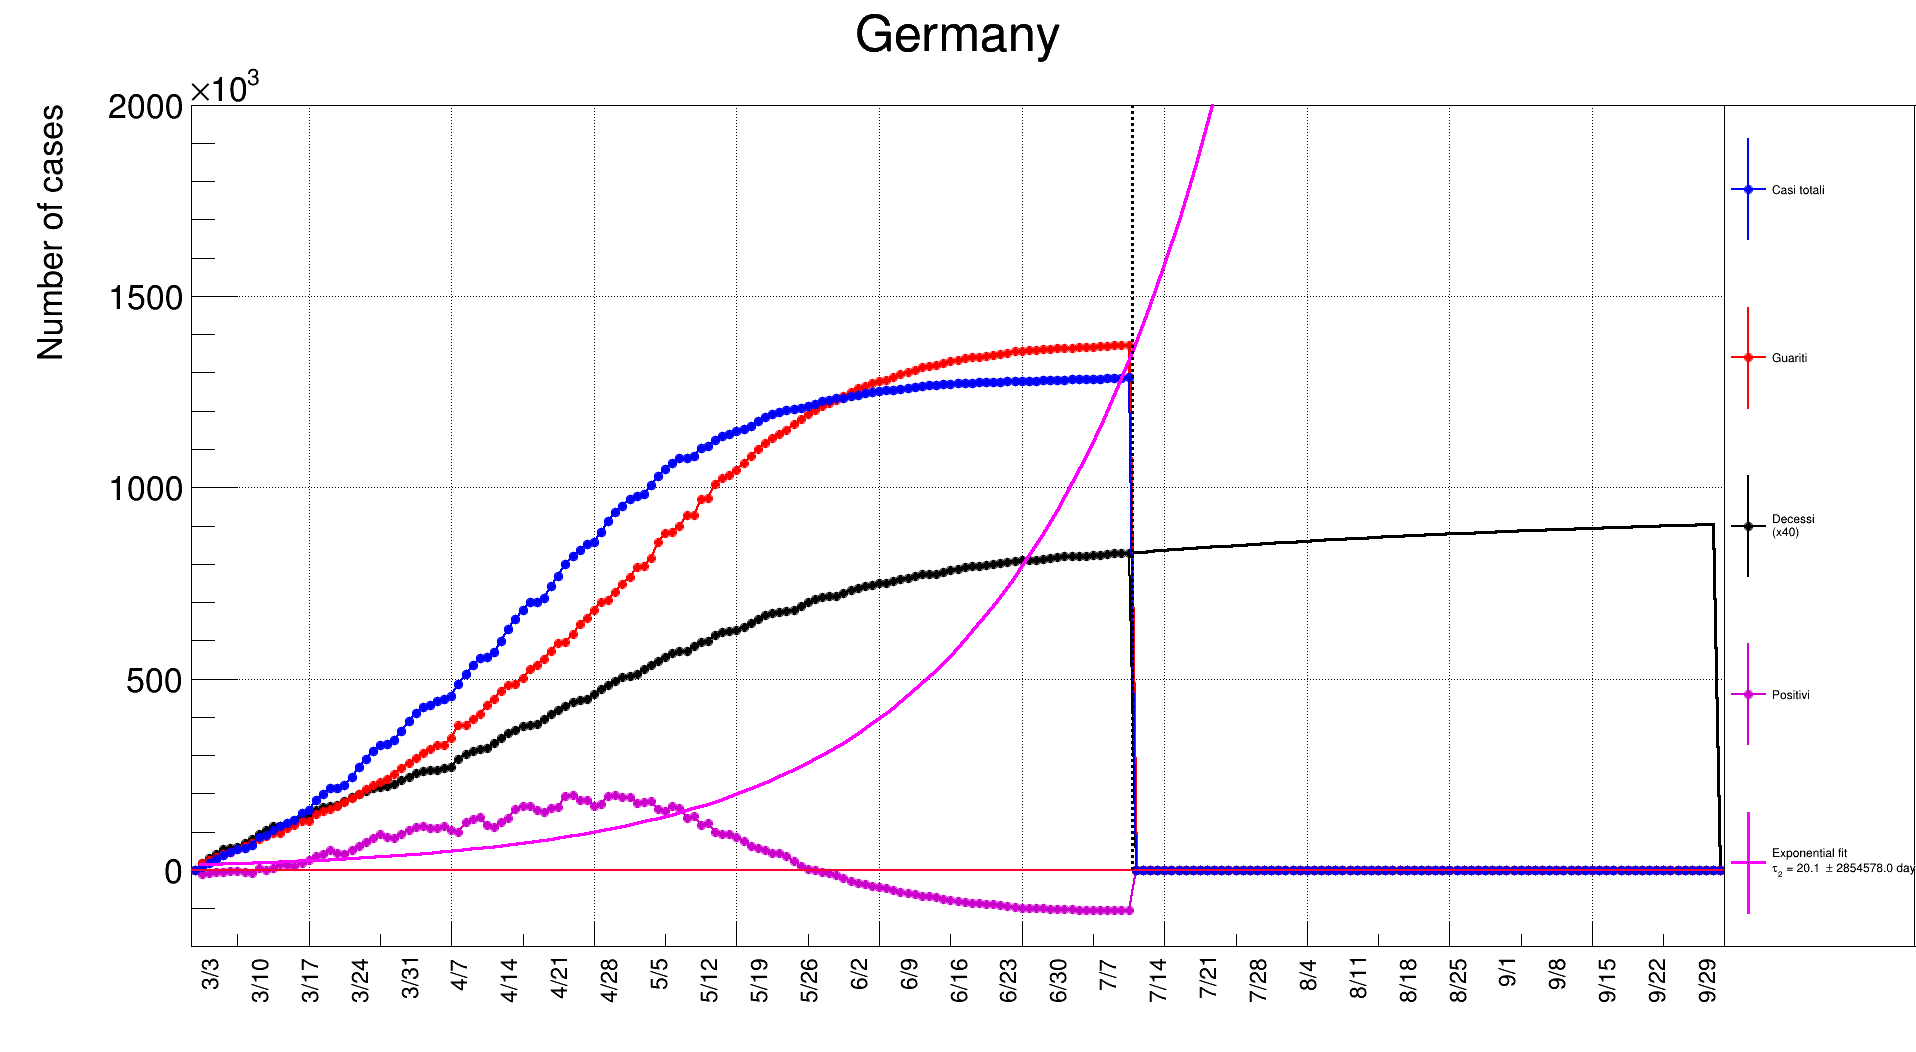 Germany
×10³
Number of cases
2000
1500
1000
500
0
3/3 3/10 3/17 3/24 3/31 4/7 4/14 4/21 4/28 5/5 5/12 5/19 5/26 6/2 6/9 6/16 6/23 6/30 7/7 7/14 7/21 7/28 8/4 8/11 8/18 8/25 9/1 9/8 9/15 9/22 9/29
Casi totali
Guariti
Decessi
(x40)
Positivi
Exponential fit
τ₂ = 20.1 ± 2854578.0 day